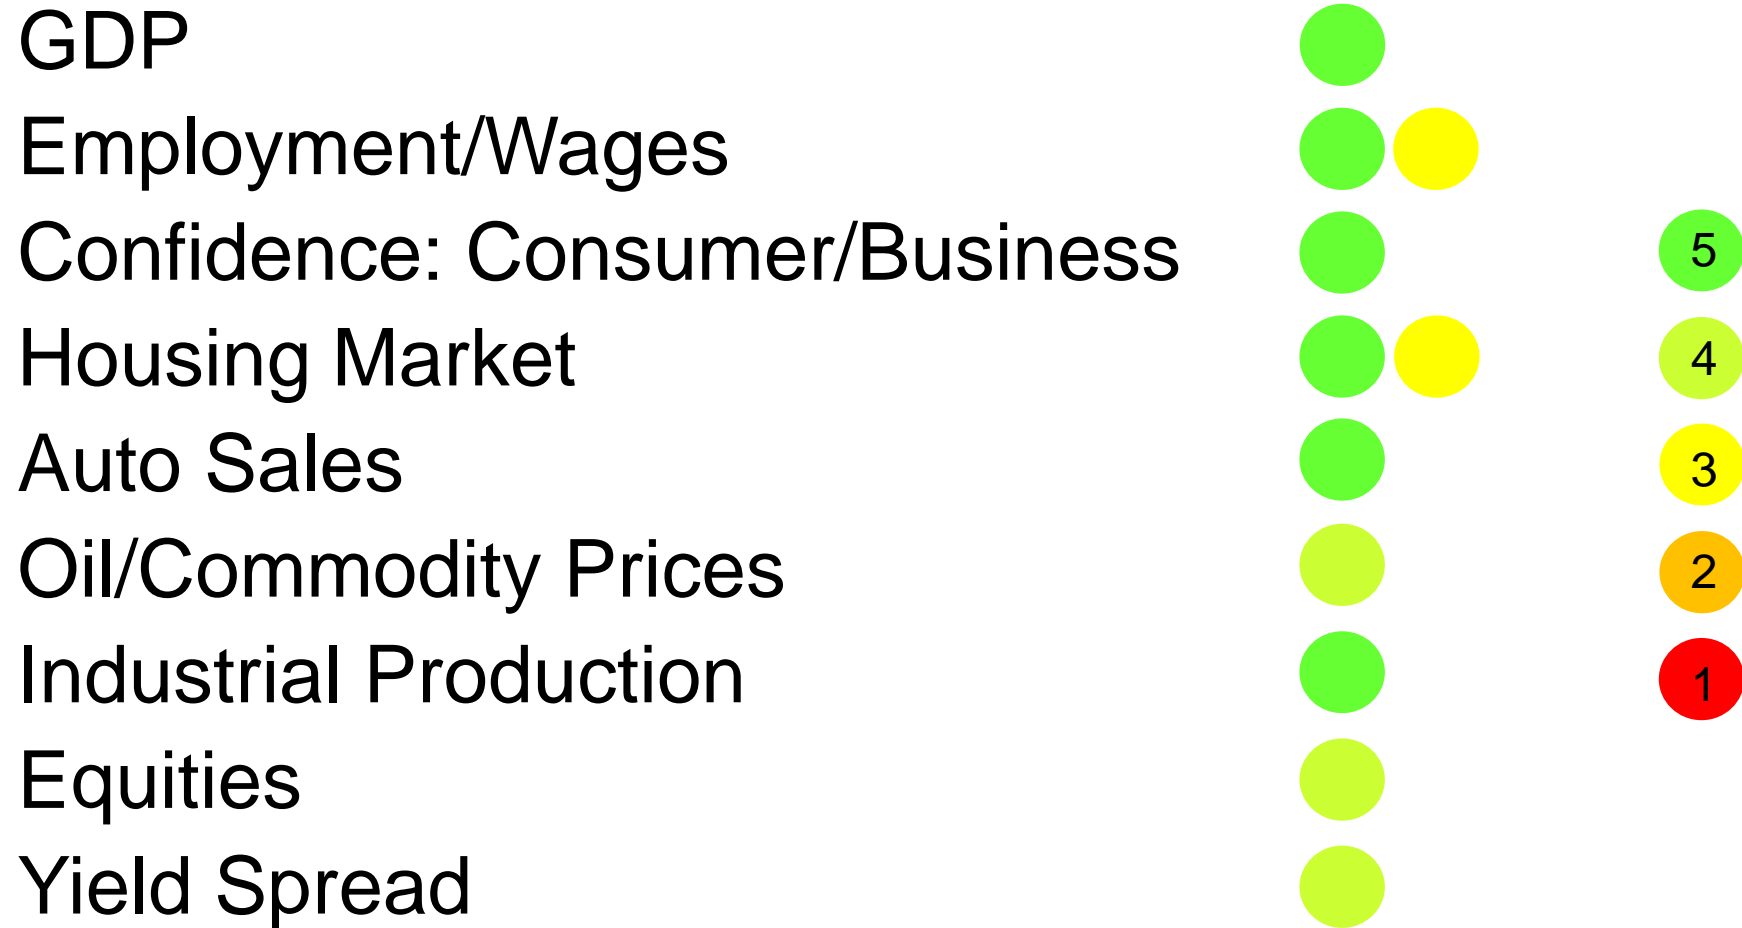 GDP
Employment/Wages
Confidence: Consumer/Business
5
Housing Market
4
Auto Sales
3
Oil/Commodity Prices
2
Industrial Production
1
Equities
Yield Spread